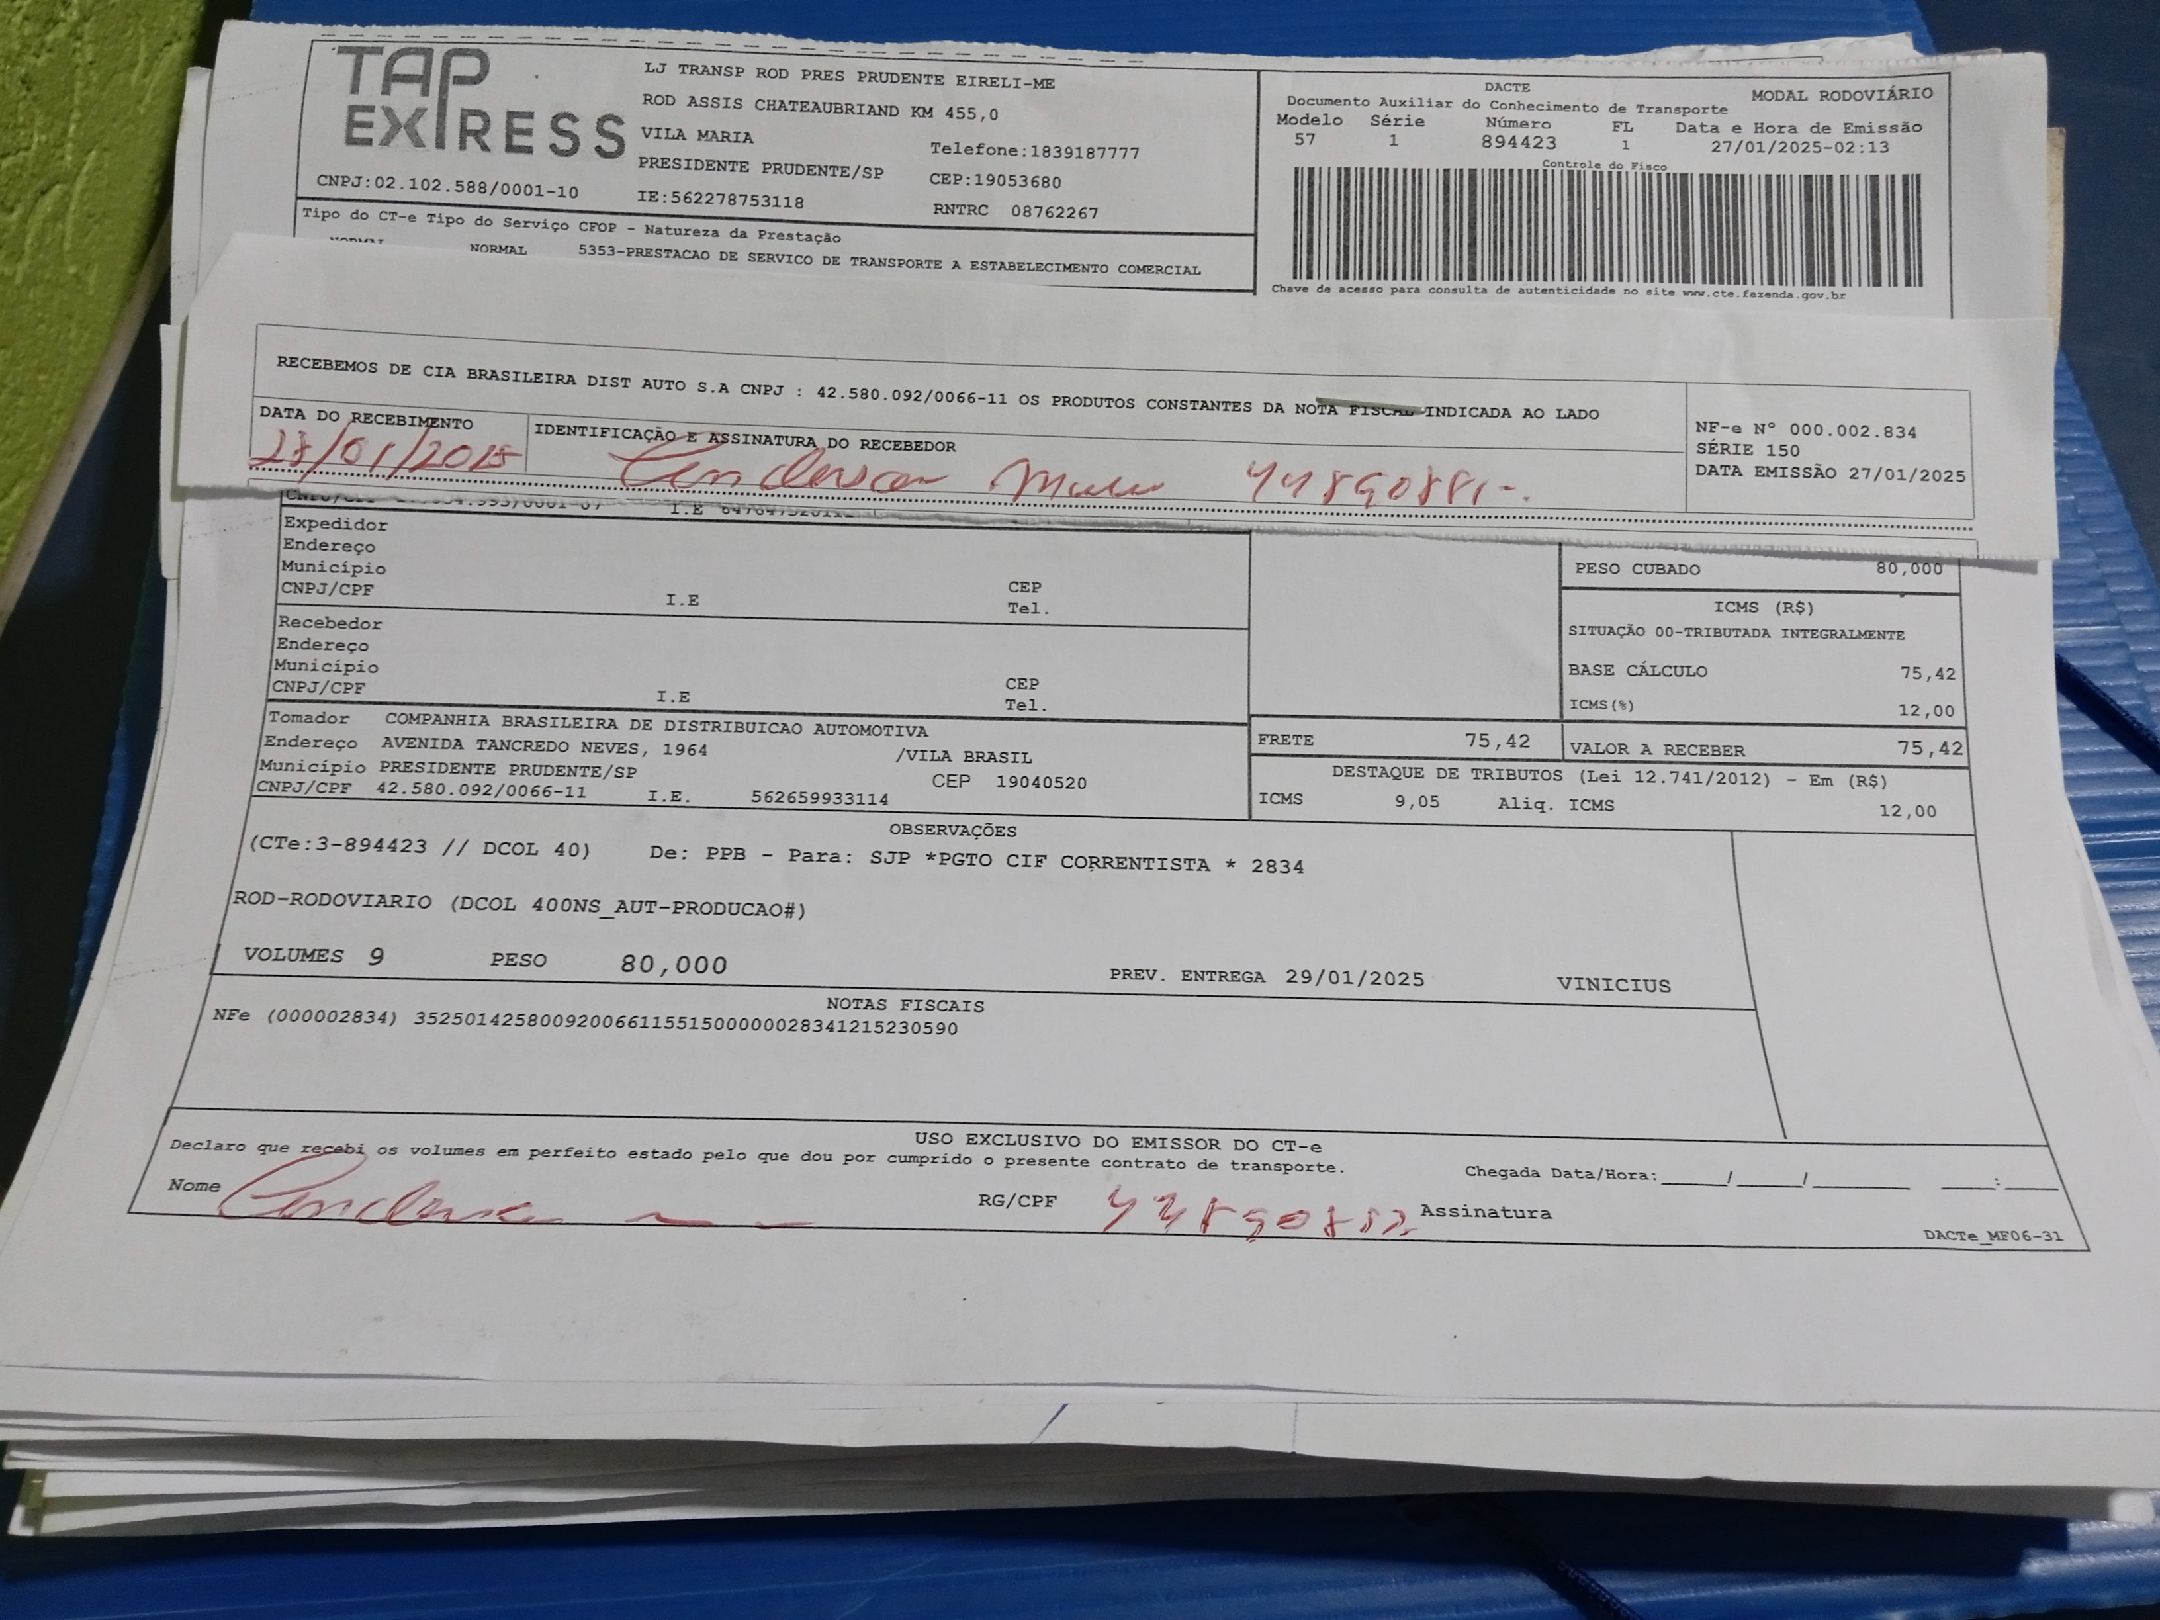 TAP EXPRESS
LJ TRANSP ROD PRES PRUDENTE EIRELI-ME
ROD ASSIS CHATEAUBRIAND KM 455,0
VILA MARIA
Telefone:1839187777
PRESIDENTE PRUDENTE/SP
CEP:19053680
CNPJ:02.102.588/0001-10
IE:562278753118
RNTRC 08762267
DACTE
MODAL RODOVIÁRIO
Documento Auxiliar do Conhecimento de Transporte
Modelo Série Número FL Data e Hora de Emissão
57 1 894423 1 27/01/2025-02:13
Controle do Fisco
Chave de acesso para consulta de autenticidade no site www.cte.fazenda.gov.br
Tipo do CT-e Tipo do Serviço CFOP - Natureza da Prestação
NORMAL NORMAL 5353-PRESTACAO DE SERVICO DE TRANSPORTE A ESTABELECIMENTO COMERCIAL
RECEBEMOS DE CIA BRASILEIRA DIST AUTO S.A CNPJ : 42.580.092/0066-11 OS PRODUTOS CONSTANTES DA NOTA FISCAL INDICADA AO LADO
DATA DO RECEBIMENTO
IDENTIFICAÇÃO E ASSINATURA DO RECEBEDOR
NF-e Nº 000.002.834
SÉRIE 150
DATA EMISSÃO 27/01/2025
Expedidor
Endereço
Município
CNPJ/CPF I.E
CEP
Tel.
Recebedor
Endereço
Município
CNPJ/CPF I.E
CEP
Tel.
PESO CUBADO 80,000
ICMS (R$)
SITUAÇÃO 00-TRIBUTADA INTEGRALMENTE
BASE CÁLCULO 75,42
ICMS(%) 12,00
Tomador COMPANHIA BRASILEIRA DE DISTRIBUICAO AUTOMOTIVA
Endereço AVENIDA TANCREDO NEVES, 1964 /VILA BRASIL
Município PRESIDENTE PRUDENTE/SP CEP 19040520
CNPJ/CPF 42.580.092/0066-11 I.E. 562659933114
FRETE 75,42 VALOR A RECEBER 75,42
DESTAQUE DE TRIBUTOS (Lei 12.741/2012) - Em (R$)
ICMS 9,05 Aliq. ICMS 12,00
OBSERVAÇÕES
(CTe:3-894423 // DCOL 40) De: PPB - Para: SJP *PGTO CIF CORRENTISTA * 2834
ROD-RODOVIARIO (DCOL 400NS_AUT-PRODUCAO#)
VOLUMES 9 PESO 80,000 PREV. ENTREGA 29/01/2025 VINICIUS
NOTAS FISCAIS
NFe (000002834) 35250142580092006611551500000028341215230590
USO EXCLUSIVO DO EMISSOR DO CT-e
Declaro que recebi os volumes em perfeito estado pelo que dou por cumprido o presente contrato de transporte.
Chegada Data/Hora:_____/_____/_______ ____:____
Nome RG/CPF Assinatura
DACTe_MF06-31